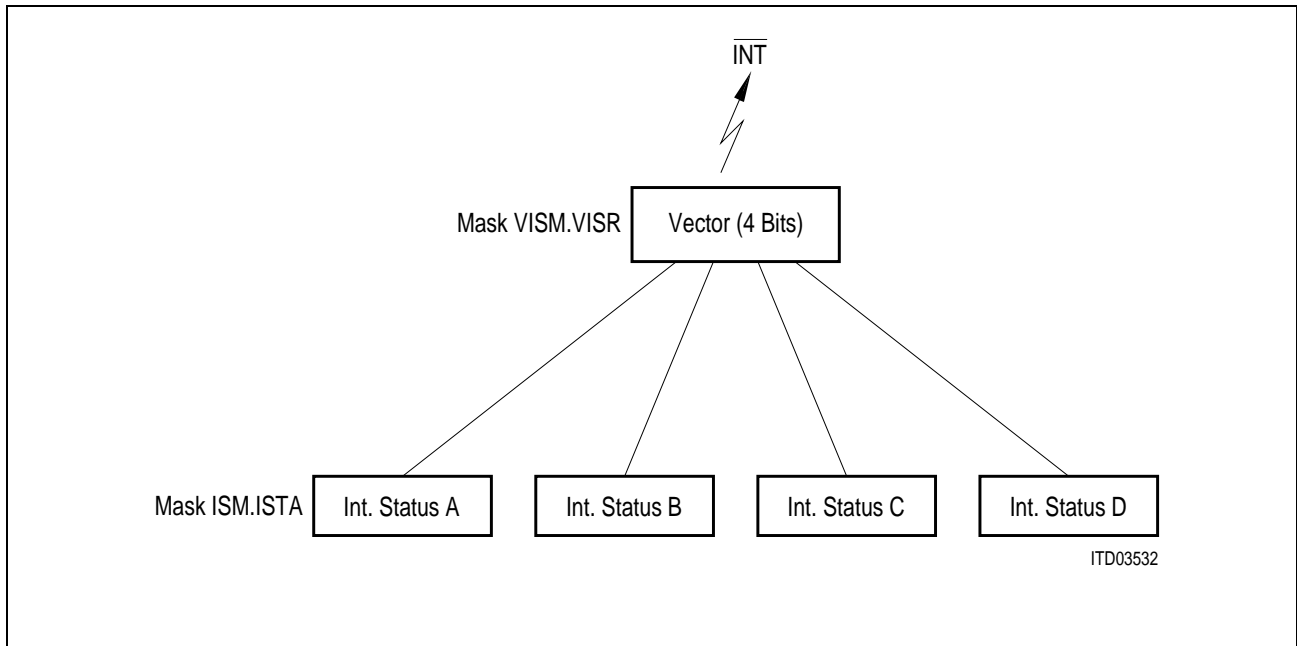 INT
Mask VISM.VISR Vector (4 Bits)
Mask ISM.ISTA Int. Status A Int. Status B Int. Status C Int. Status D
ITD03532